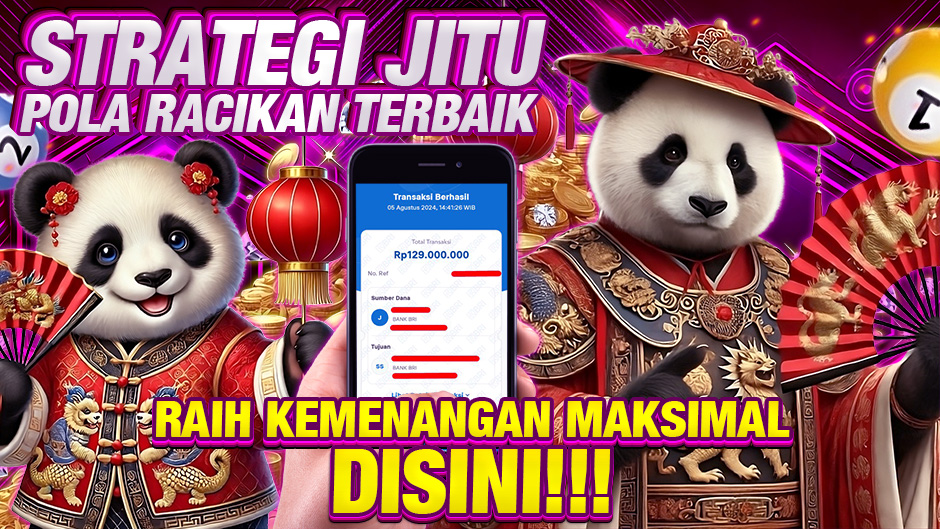 STRATEGI JITU
POLA RACIKAN TERBAIK
Transaksi Berhasil
05 Agustus 2024, 14:41:26 WIB
Total Transaksi
Rp129.000.000
No. Ref
Sumber Dana
J
BANK BRI
Tujuan
SS
BANK BRI
RAIH KEMENANGAN MAKSIMAL
DISINI!!!